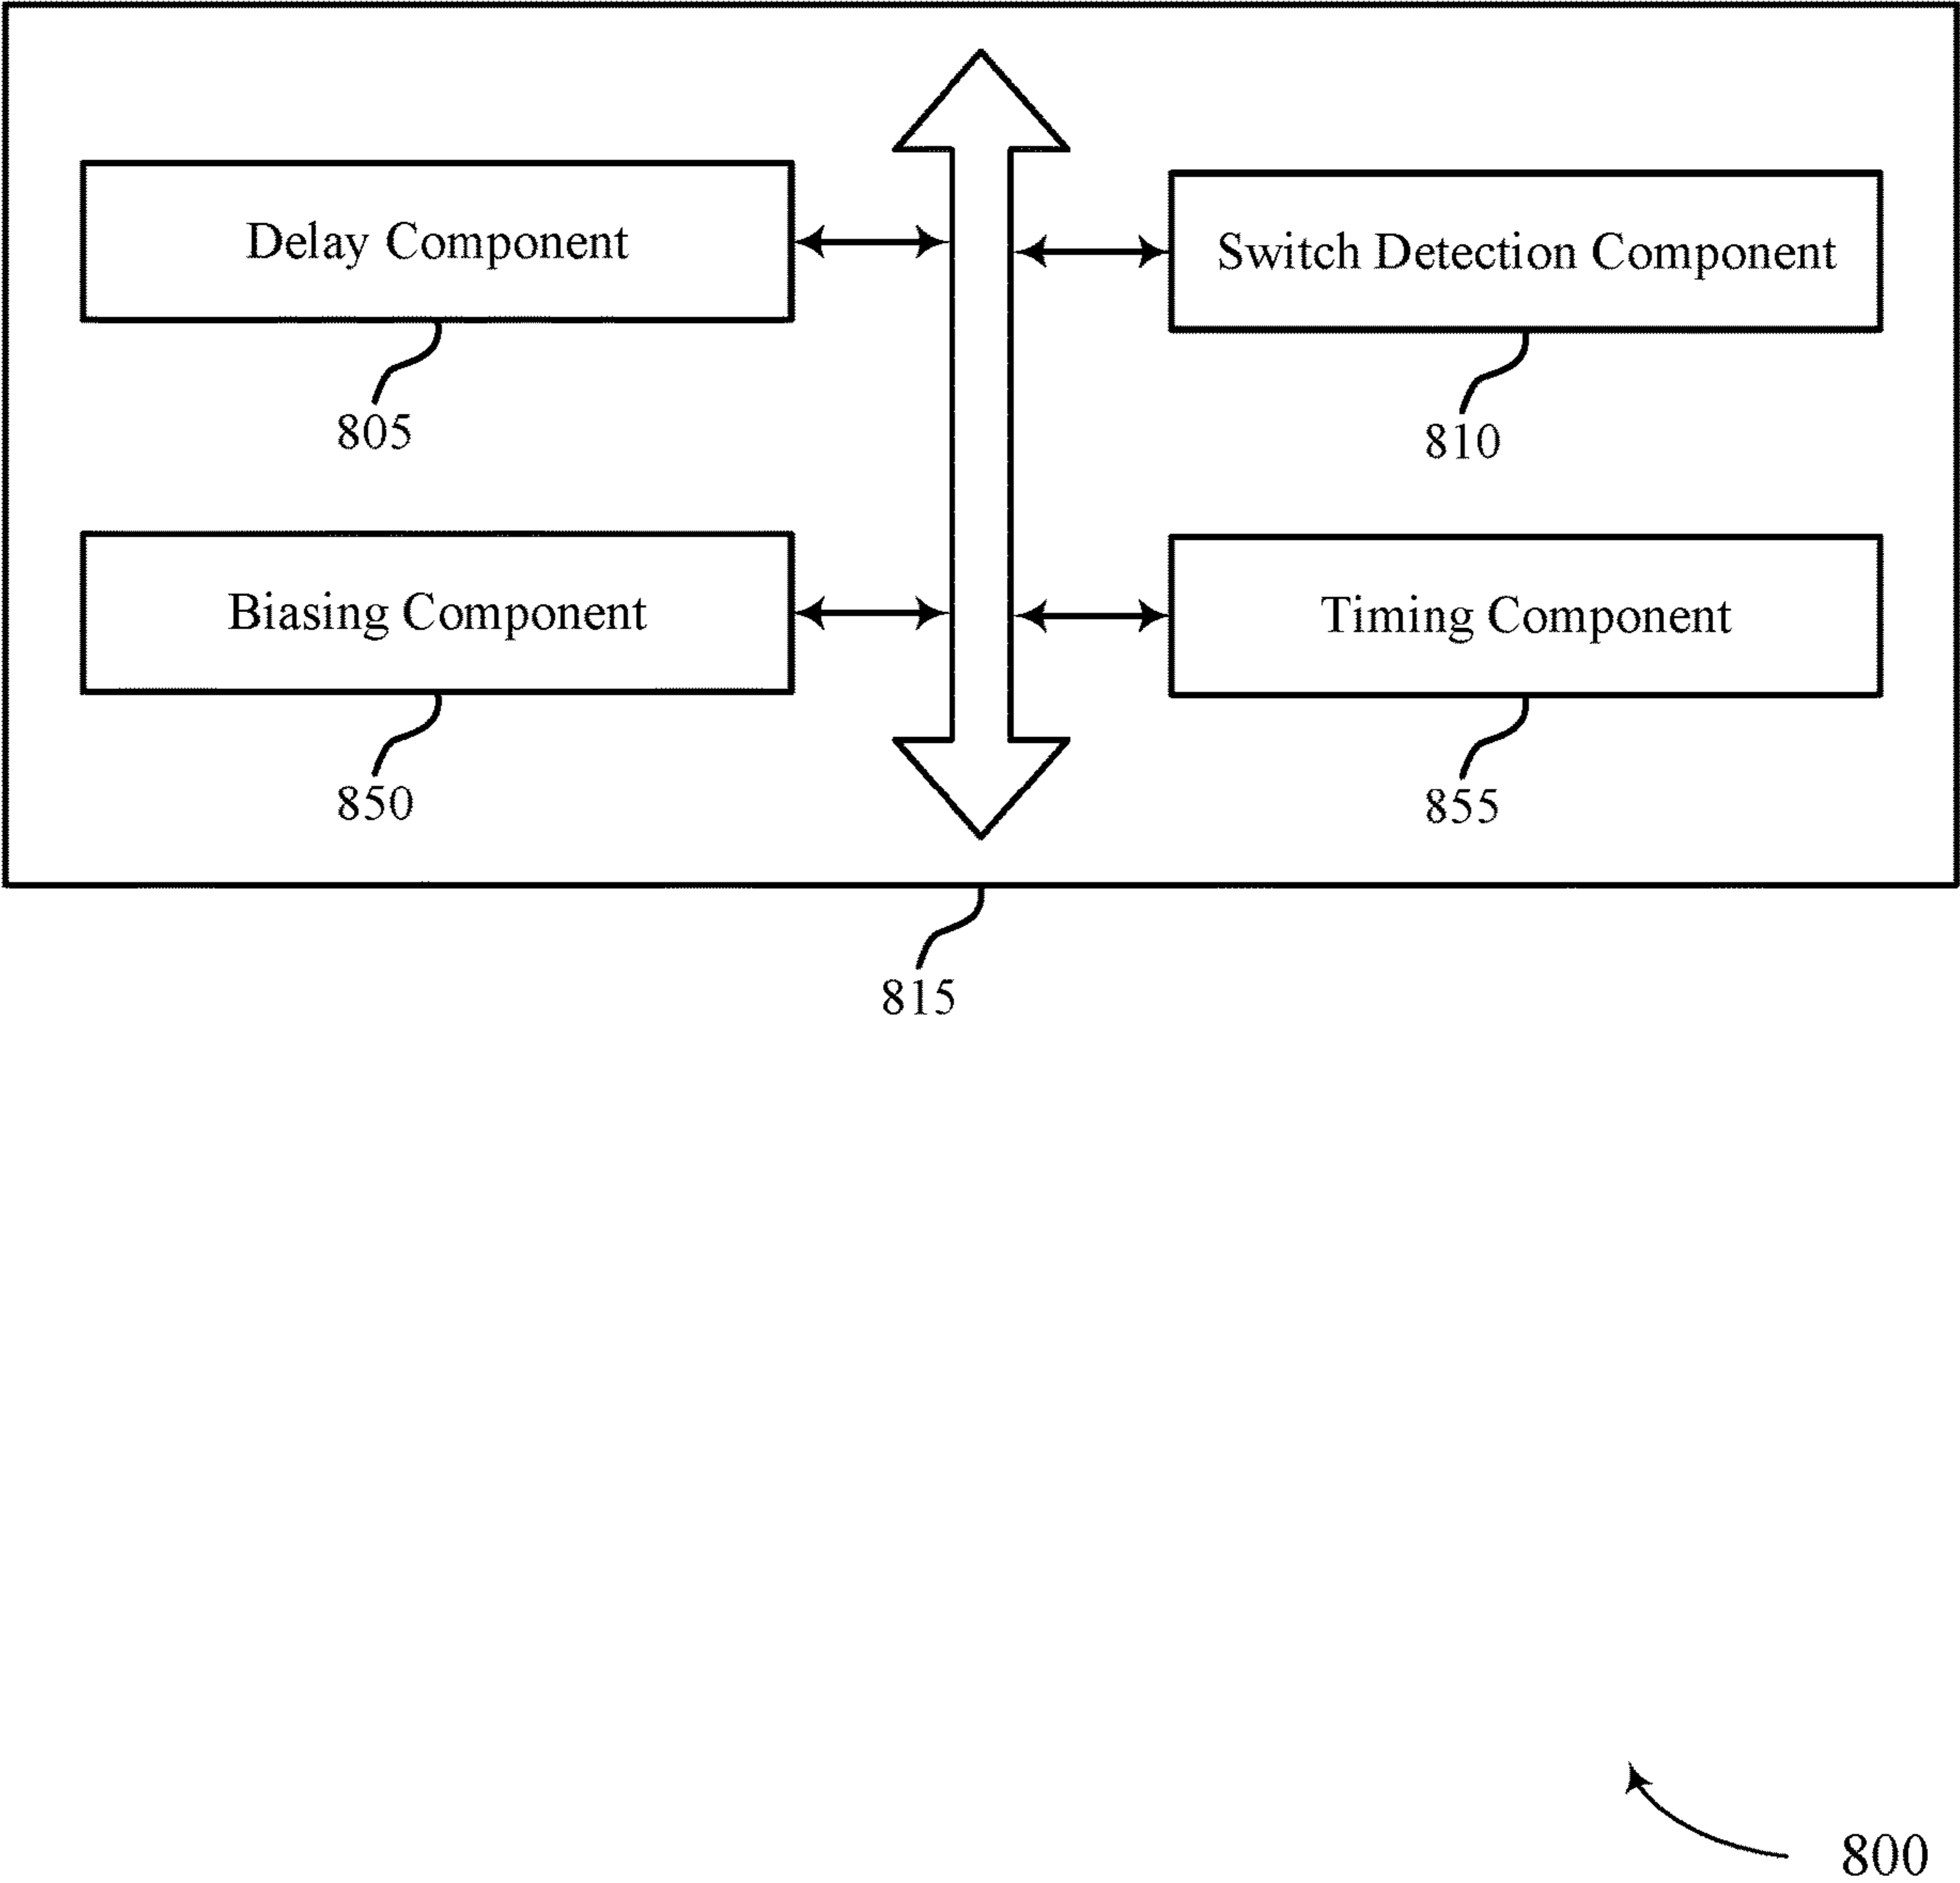 Delay Component
Switch Detection Component
805
810
Biasing Component
Timing Component
850
855
815
800